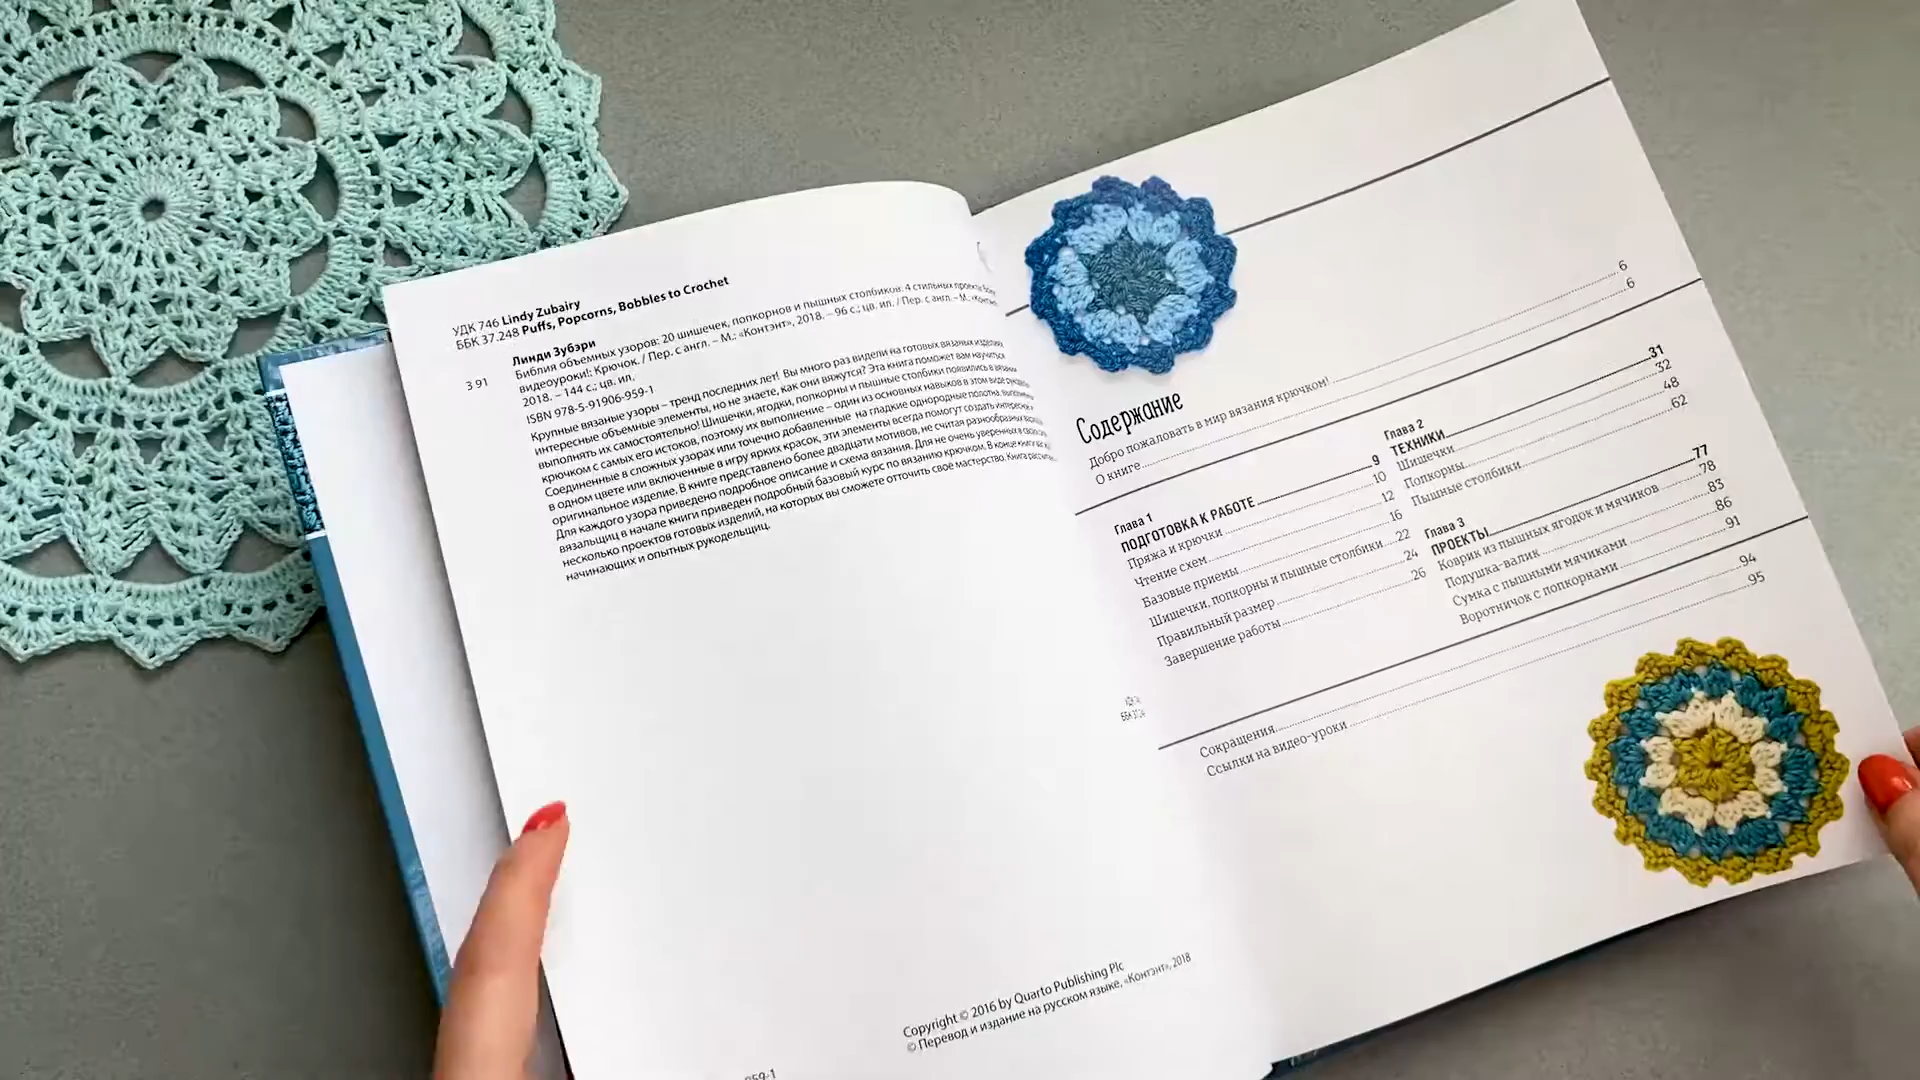 УДК 746 Lindy Zubairy
ББК 37.248 Puffs, Popcorns, Bobbles to Crochet
Линди Зубэри
З 91
Библия объемных узоров: 20 шишечек, попкорнов и пышных столбиков. 4 стильных проекта.
видеоуроки!: Крючок. / Пер. с англ. – М.: «Контэнт», 2018. – 96 с.; цв. ил. / Пер. с англ. – М.: «Контэнт»,
2018. – 144 с.; цв. ил.
ISBN 978-5-91906-959-1
Крупные вязаные узоры – тренд последних лет! Вы много раз видели на готовых вязаных изделиях
интересные объемные элементы, но не знаете, как они вяжутся? Эта книга поможет вам научиться
выполнять их самостоятельно! Шишечки, ягодки, попкорны и пышные столбики появились в вязании
крючком с самых его истоков, поэтому их выполнение – один из основных навыков в этом виде рукоделия.
Соединенные в сложных узорах или точечно добавленные на гладкие однородные полотна, выполненные
в одном цвете или включенные в игру ярких красок, эти элементы всегда помогут создать интересное и
оригинальное изделие. В книге представлено более двадцати мотивов, не считая разнообразных
Для каждого узора приведено подробное описание и схема вязания. Для не очень уверенных в своих
вязальщиц в начале книги приведен подробный базовый курс по вязанию крючком. В конце книги
несколько проектов готовых изделий, на которых вы сможете отточить своё мастерство. Книга
начинающих и опытных рукодельщиц.
Copyright © 2016 by Quarto Publishing Plc
© Перевод и издание на русском языке, «Контэнт», 2018
959-1
Содержание
Добро пожаловать в мир вязания крючком! 6
О книге 6
Глава 1
ПОДГОТОВКА К РАБОТЕ 9
Пряжа и крючки 10
Чтение схем 12
Базовые приемы 16
Шишечки, попкорны и пышные столбики 22
Правильный размер 24
Завершение работы 26
Глава 2
ТЕХНИКИ 31
Шишечки 32
Попкорны 48
Пышные столбики 62
Глава 3
ПРОЕКТЫ 77
Коврик из пышных ягодок и мячиков 78
Подушка-валик 83
Сумка с пышными мячиками 86
Воротничок с попкорнами 91
Сокращения 94
Ссылки на видео-уроки 95